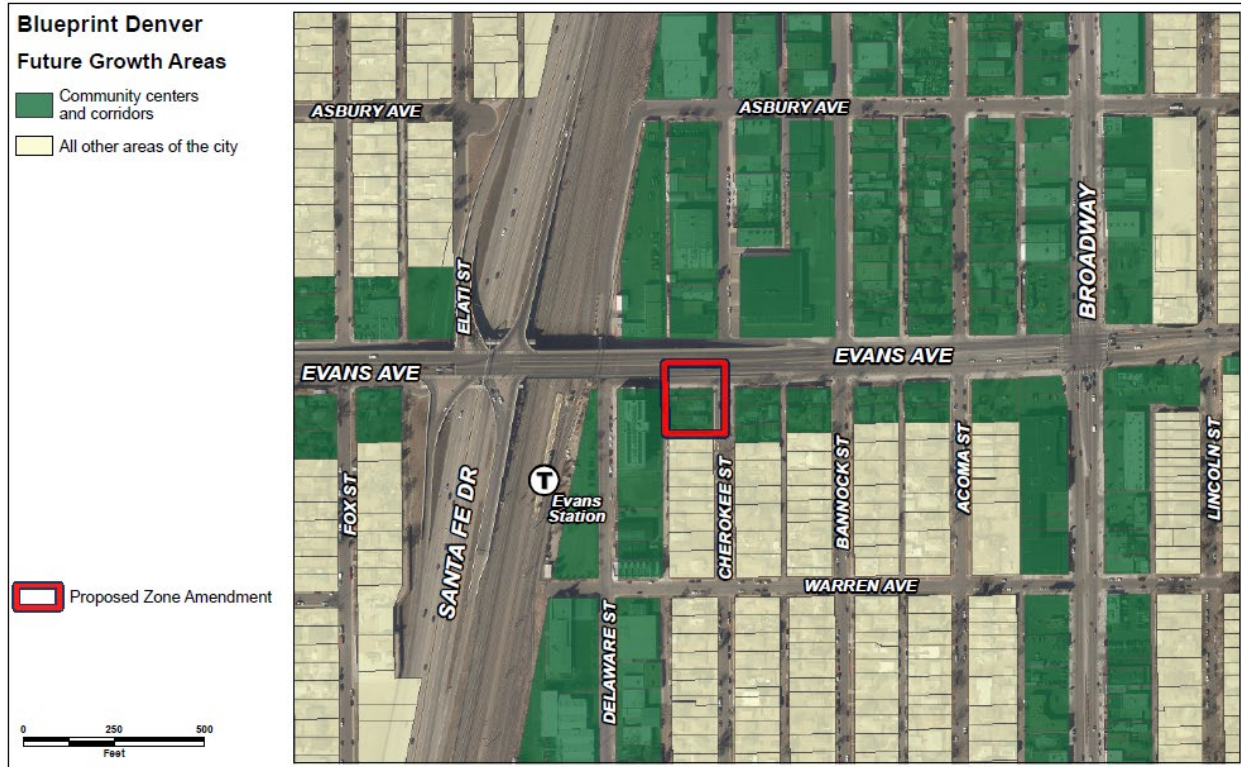 Blueprint Denver
Future Growth Areas
Community centers
and corridors
All other areas of the city
Proposed Zone Amendment
0 250 500
Feet
ASBURY AVE
ASBURY AVE
ELATI ST
BROADWAY
EVANS AVE
EVANS AVE
FOX ST
SANTA FE DR
T
Evans
Station
CHEROKEE ST
BANNOCK ST
ACOMA ST
LINCOLN ST
WARREN AVE
DELAWARE ST